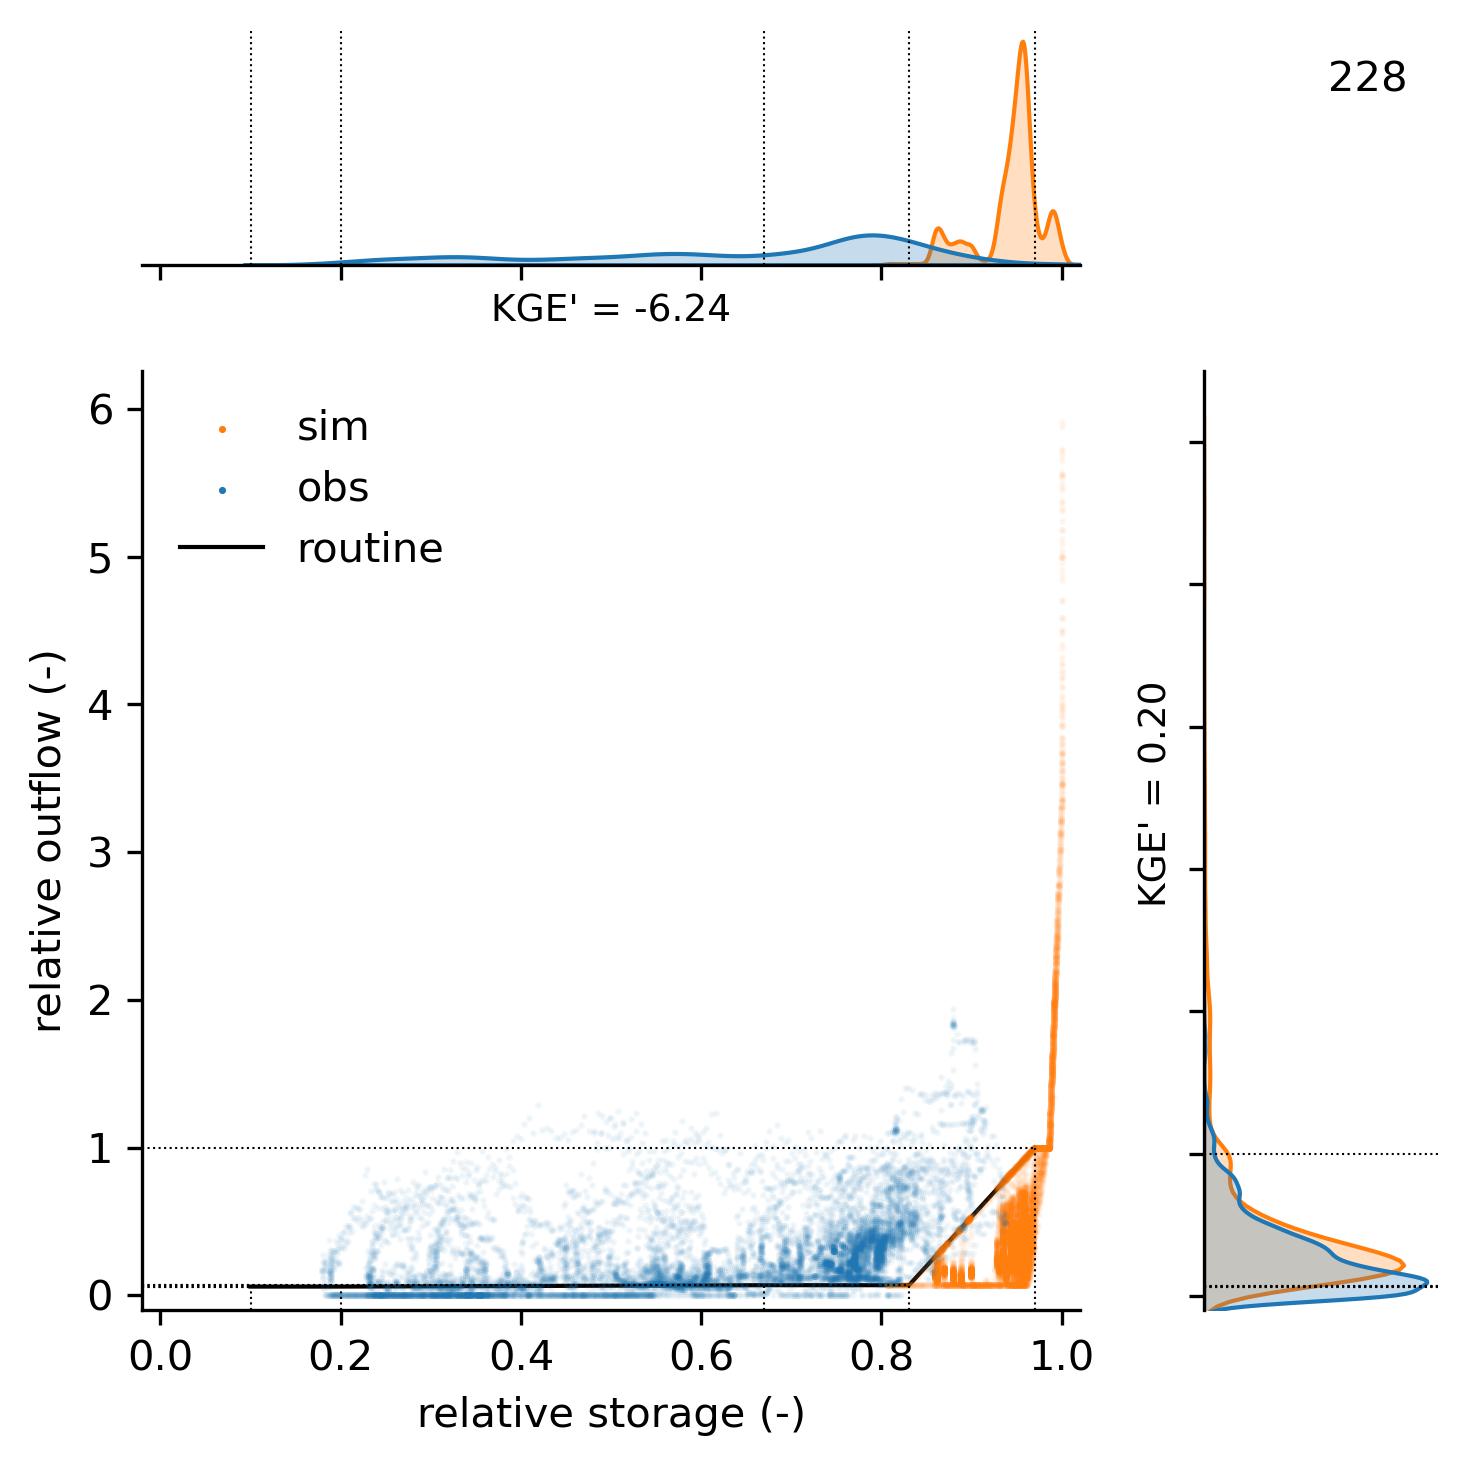 228
KGE' = -6.24
6
5
4
3
2
1
0
relative outflow (-)
sim
obs
routine
KGE' = 0.20
0.0 0.2 0.4 0.6 0.8 1.0
relative storage (-)